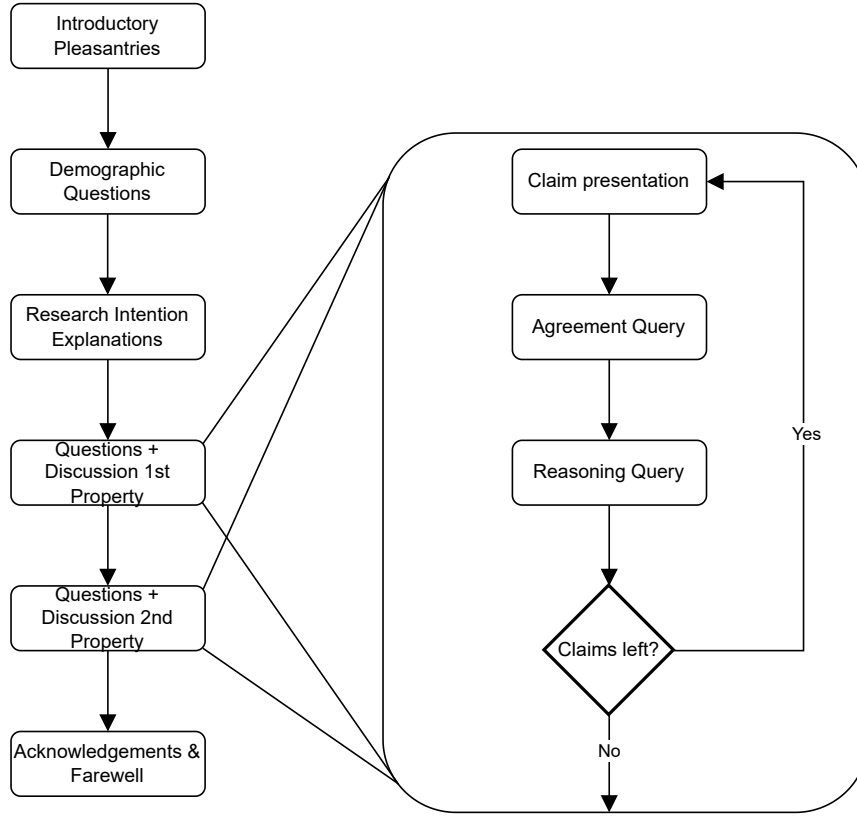 Introductory
Pleasantries
Demographic
Questions
Research Intention
Explanations
Questions +
Discussion 1st
Property
Questions +
Discussion 2nd
Property
Acknowledgements &
Farewell
Claim presentation
Agreement Query
Reasoning Query
Claims left?
Yes
No